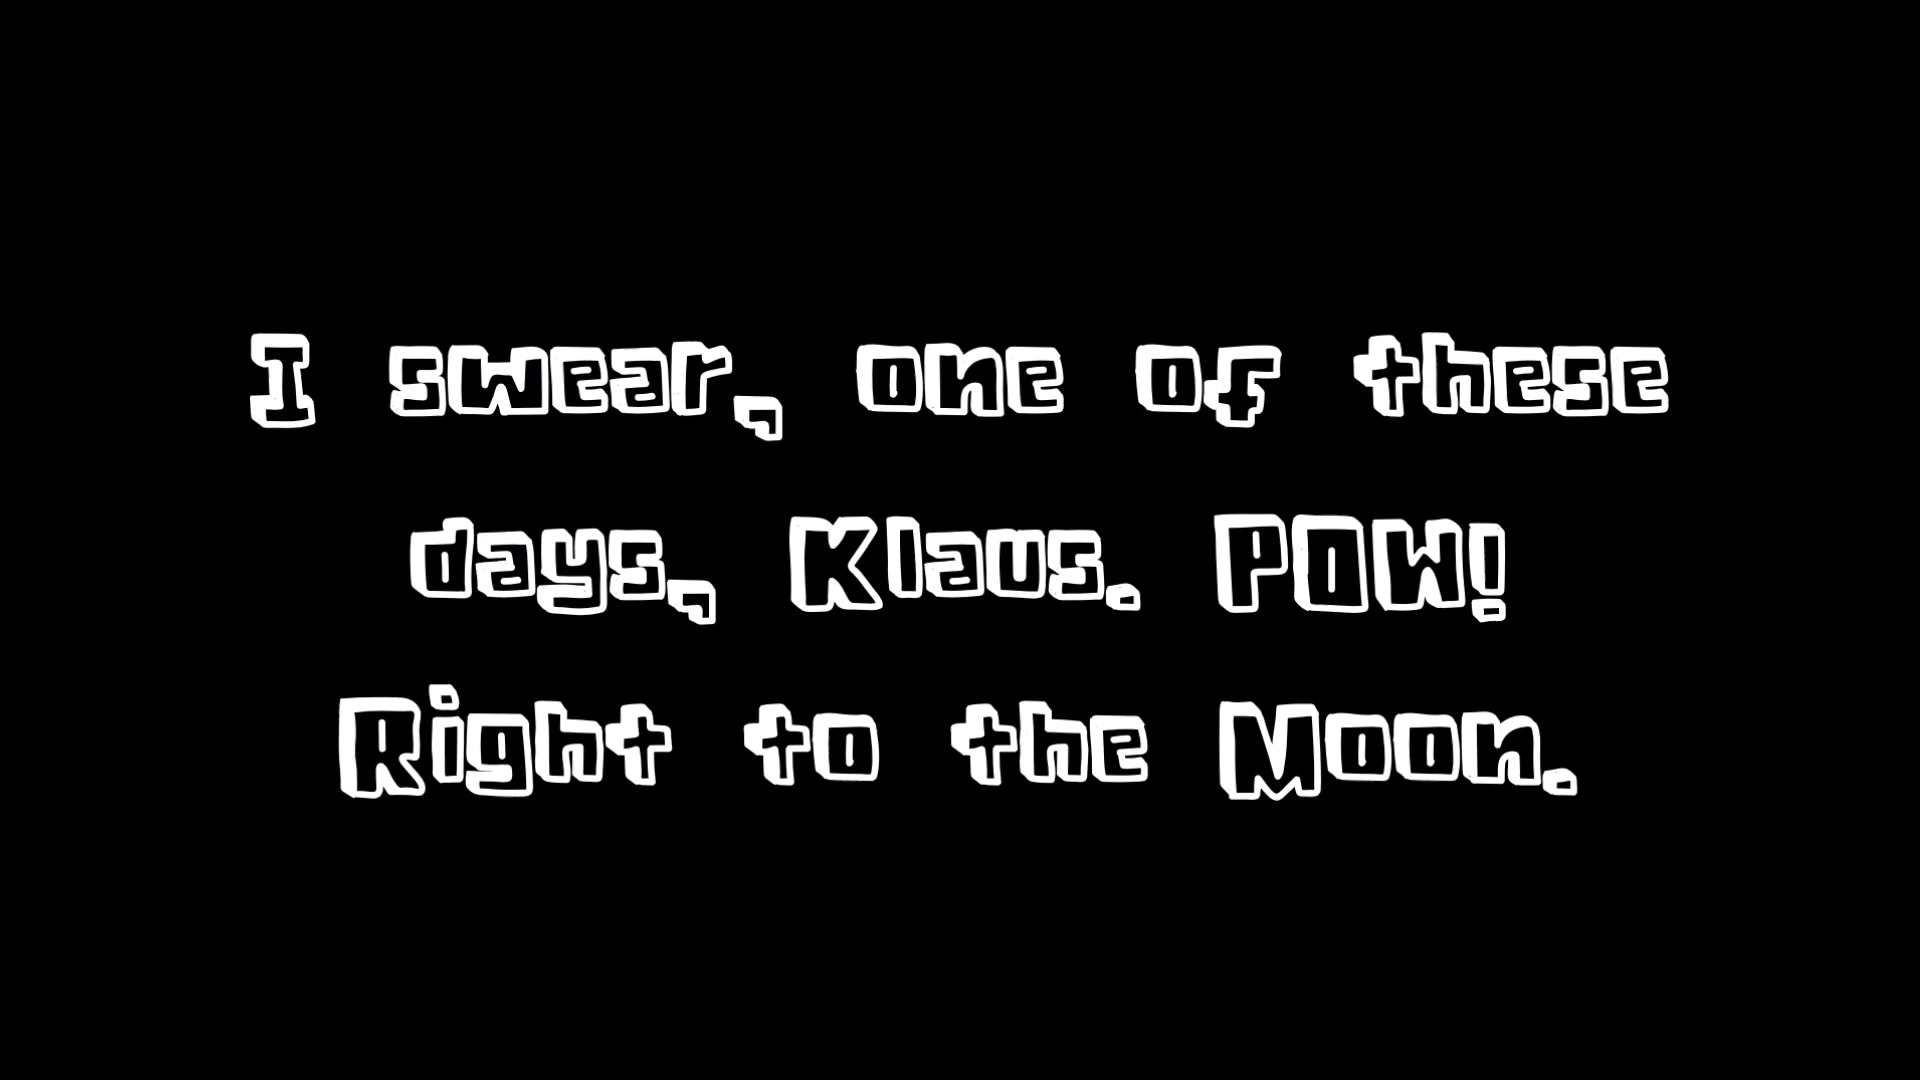 I swear, one of these
days, Klaus. POW!
Right to the Moon.